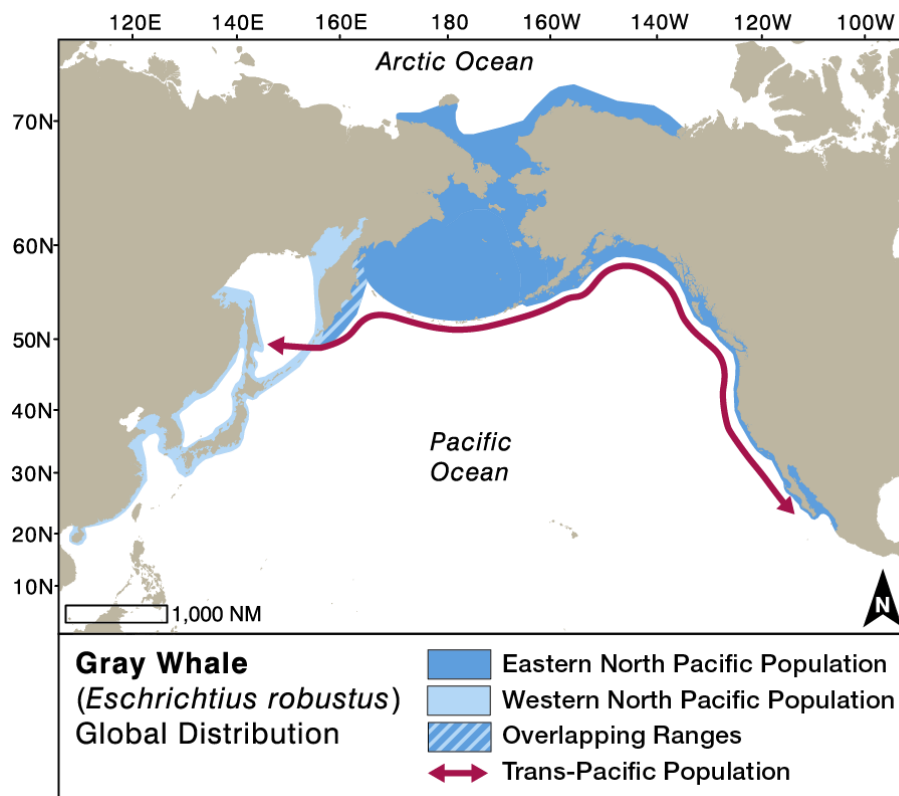 120E 140E 160E 180E 160W 140W 120W 100W
Arctic Ocean
70N
60N
50N
40N
Pacific
Ocean
30N
20N
10N
1,000 NM
N
Gray Whale
(Eschrichtius robustus)
Global Distribution
Eastern North Pacific Population
Western North Pacific Population
Overlapping Ranges
Trans-Pacific Population